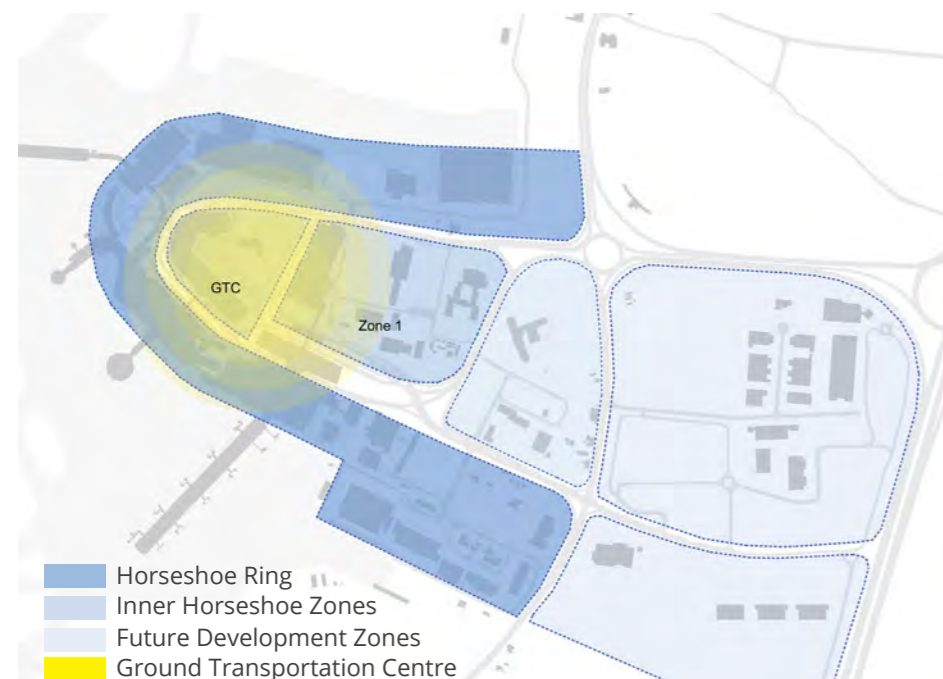 GTC
Zone 1
Horseshoe Ring
Inner Horseshoe Zones
Future Development Zones
Ground Transportation Centre